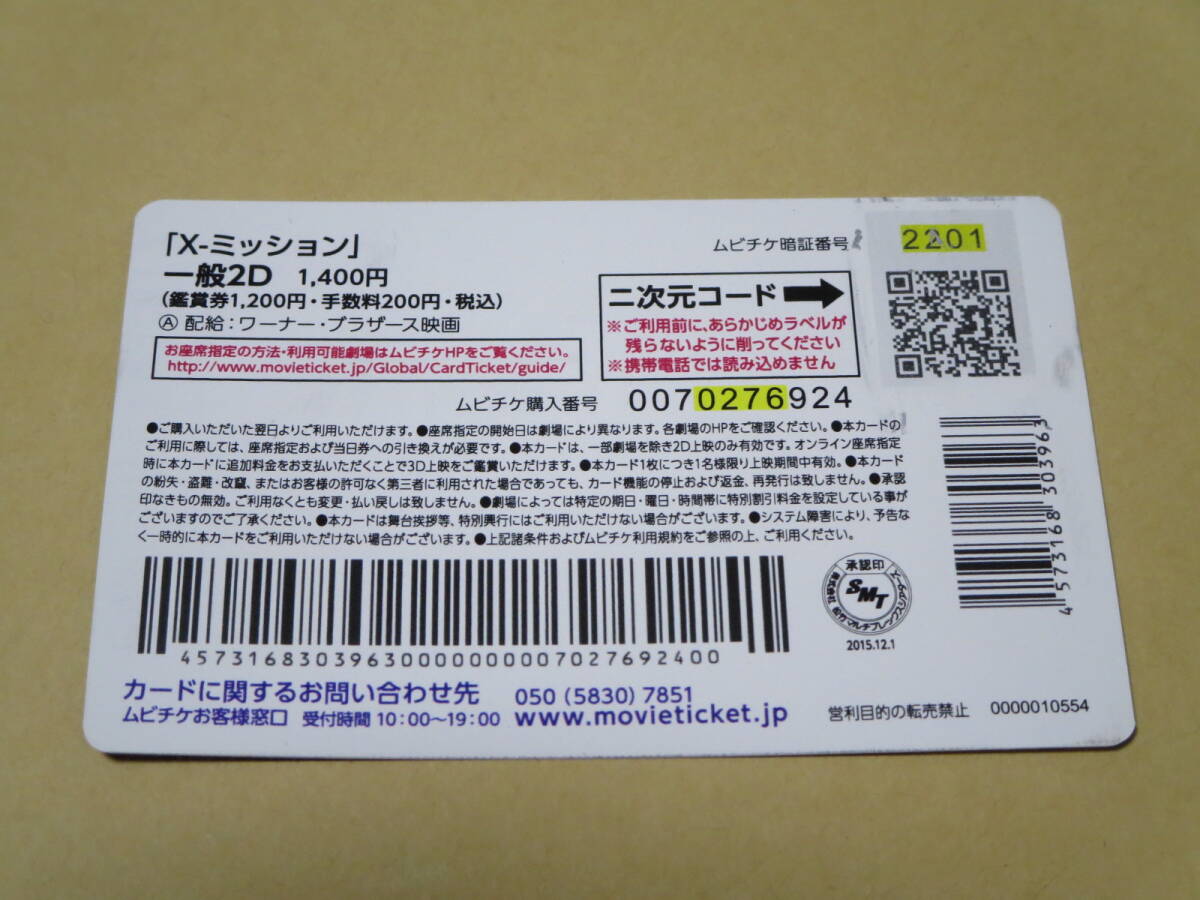 「X-ミッション」
一般2D 1,400円
(鑑賞券1,200円・手数料200円・税込)
Ⓐ 配給：ワーナー・ブラザース映画
お座席指定の方法・利用可能劇場はムビチケHPをご覧ください。
http://www.movieticket.jp/Global/CardTicket/guide/
ムビチケ暗証番号
2201
二次元コード
※ご利用前に、あらかじめラベルが
残らないように削ってください
※携帯電話では読み込めません
ムビチケ購入番号 0070276924
●ご購入いただいた翌日よりご利用いただけます。●座席指定の開始日は劇場により異なります。各劇場のHPをご確認ください。●本カードの
ご利用に際しては、座席指定および当日券への引き換えが必要です。●本カードは、一部劇場を除き2D上映のみ有効です。オンライン座席指定
時に本カードに追加料金をお支払いただくことで3D上映をご鑑賞いただけます。●本カード1枚につき1名様限り上映期間中有効。●本カード
の紛失・盗難・改竄、またはお客様の許可なく第三者に利用された場合であっても、カード機能の停止および返金、再発行は致しません。●承認
印なきもの無効。ご利用なくとも変更・払い戻しは致しません。●劇場によっては特定の期日・曜日・時間帯に特別割引料金を設定している事が
ございますのでご了承ください。●本カードは舞台挨拶等、特別興行にはご利用いただけない場合がございます。●システム障害により、予告な
く一時的に本カードをご利用いただけない場合がございます。●上記諸条件およびムビチケ利用規約をご参照の上、ご利用ください。
4573168303963
457316830396300000000007027692400
承認印
SMT
株式会社 松竹マルチプレックスシアターズ
2015.12.1
カードに関するお問い合わせ先 050 (5830) 7851
ムビチケお客様窓口 受付時間 10:00～19:00 www.movieticket.jp
営利目的の転売禁止 0000010554